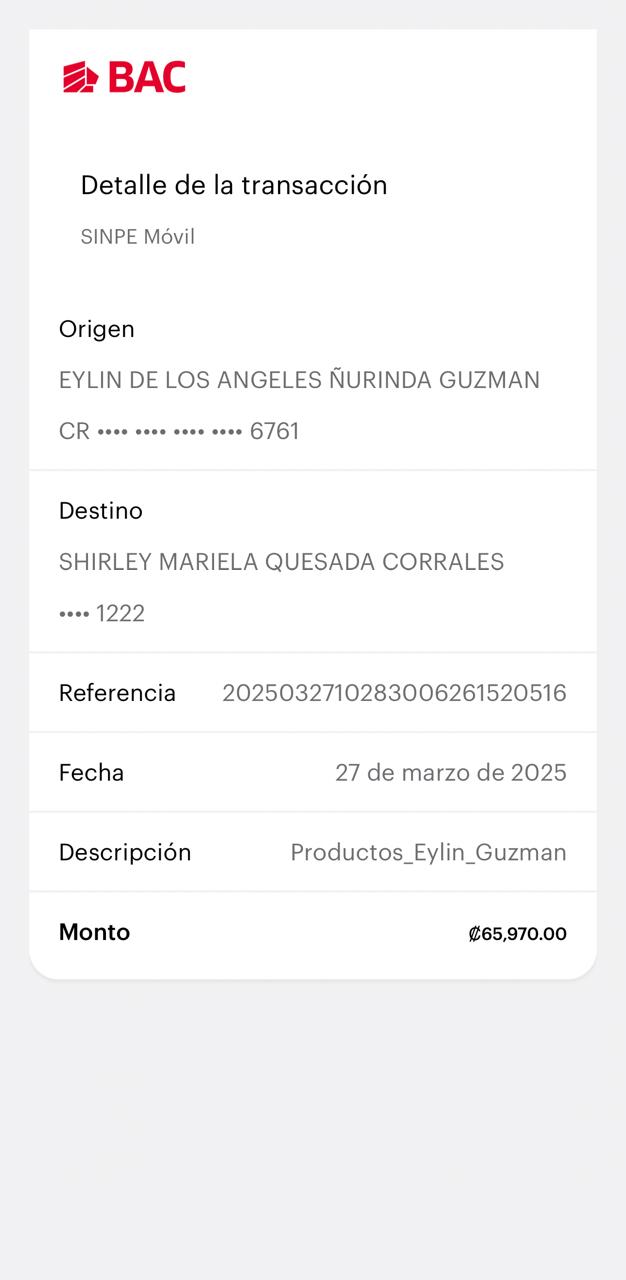 BAC
Detalle de la transacción
SINPE Móvil
Origen
EYLIN DE LOS ANGELES ÑURINDA GUZMAN
CR •••• •••• •••• •••• 6761
Destino
SHIRLEY MARIELA QUESADA CORRALES
•••• 1222
Referencia 2025032710283006261520516
Fecha 27 de marzo de 2025
Descripción Productos_Eylin_Guzman
Monto ₡65,970.00